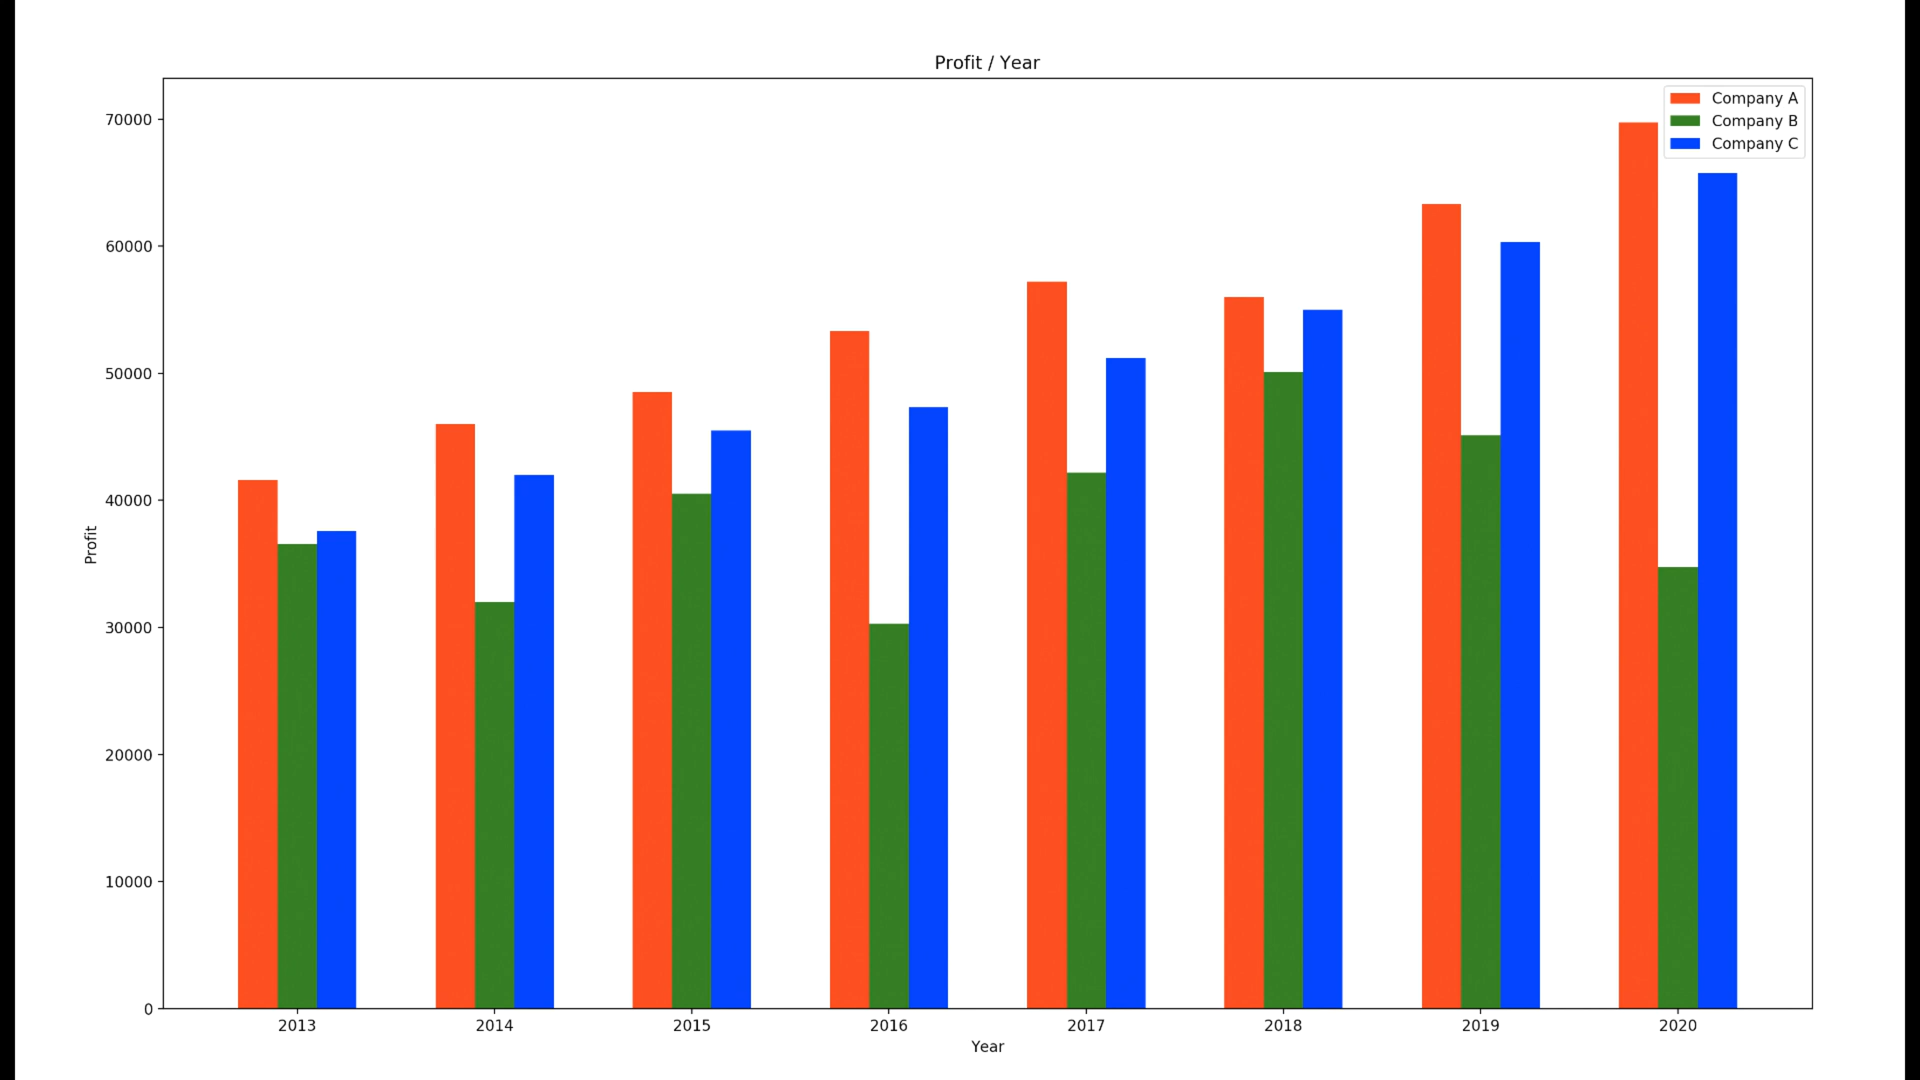 Profit / Year
Company A
Company B
Company C
70000
60000
50000
40000
30000
20000
10000
0
Profit
2013 2014 2015 2016 2017 2018 2019 2020
Year